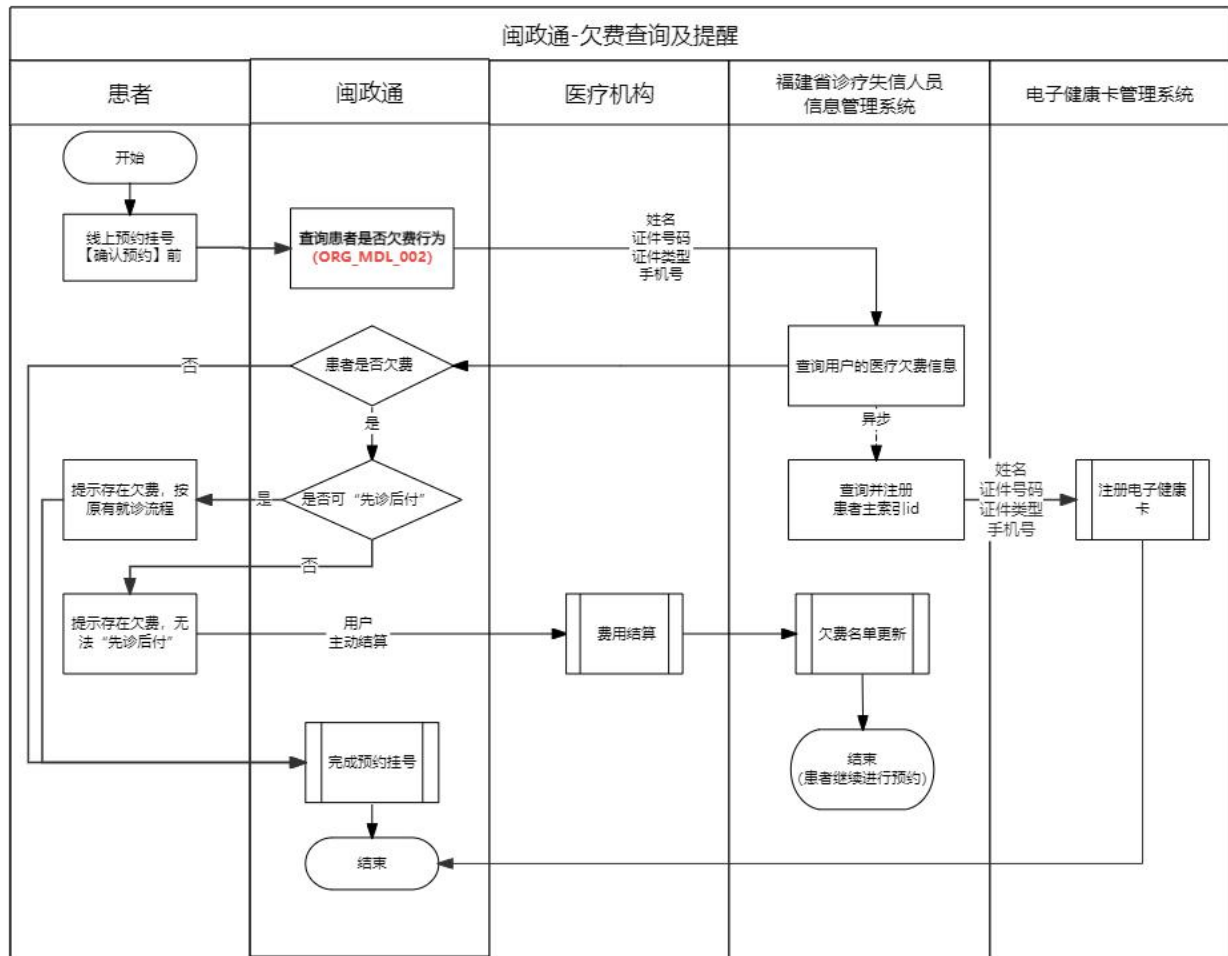 闽政通-欠费查询及提醒
患者
闽政通
医疗机构
福建省诊疗失信人员
信息管理系统
电子健康卡管理系统
开始
线上预约挂号
【确认预约】前
查询患者是否欠费行为
（ORG_MDL_002）
姓名
证件号码
证件类型
手机号
否
患者是否欠费
查询用户的医疗欠费信息
是
异步
提示存在欠费，按
原有就诊流程
是
是否可“先诊后付”
查询并注册
患者主索引id
姓名
证件号码
证件类型
手机号
注册电子健康
卡
否
提示存在欠费，无
法“先诊后付”
用户
主动结算
费用结算
欠费名单更新
完成预约挂号
结束
（患者继续进行预约）
结束